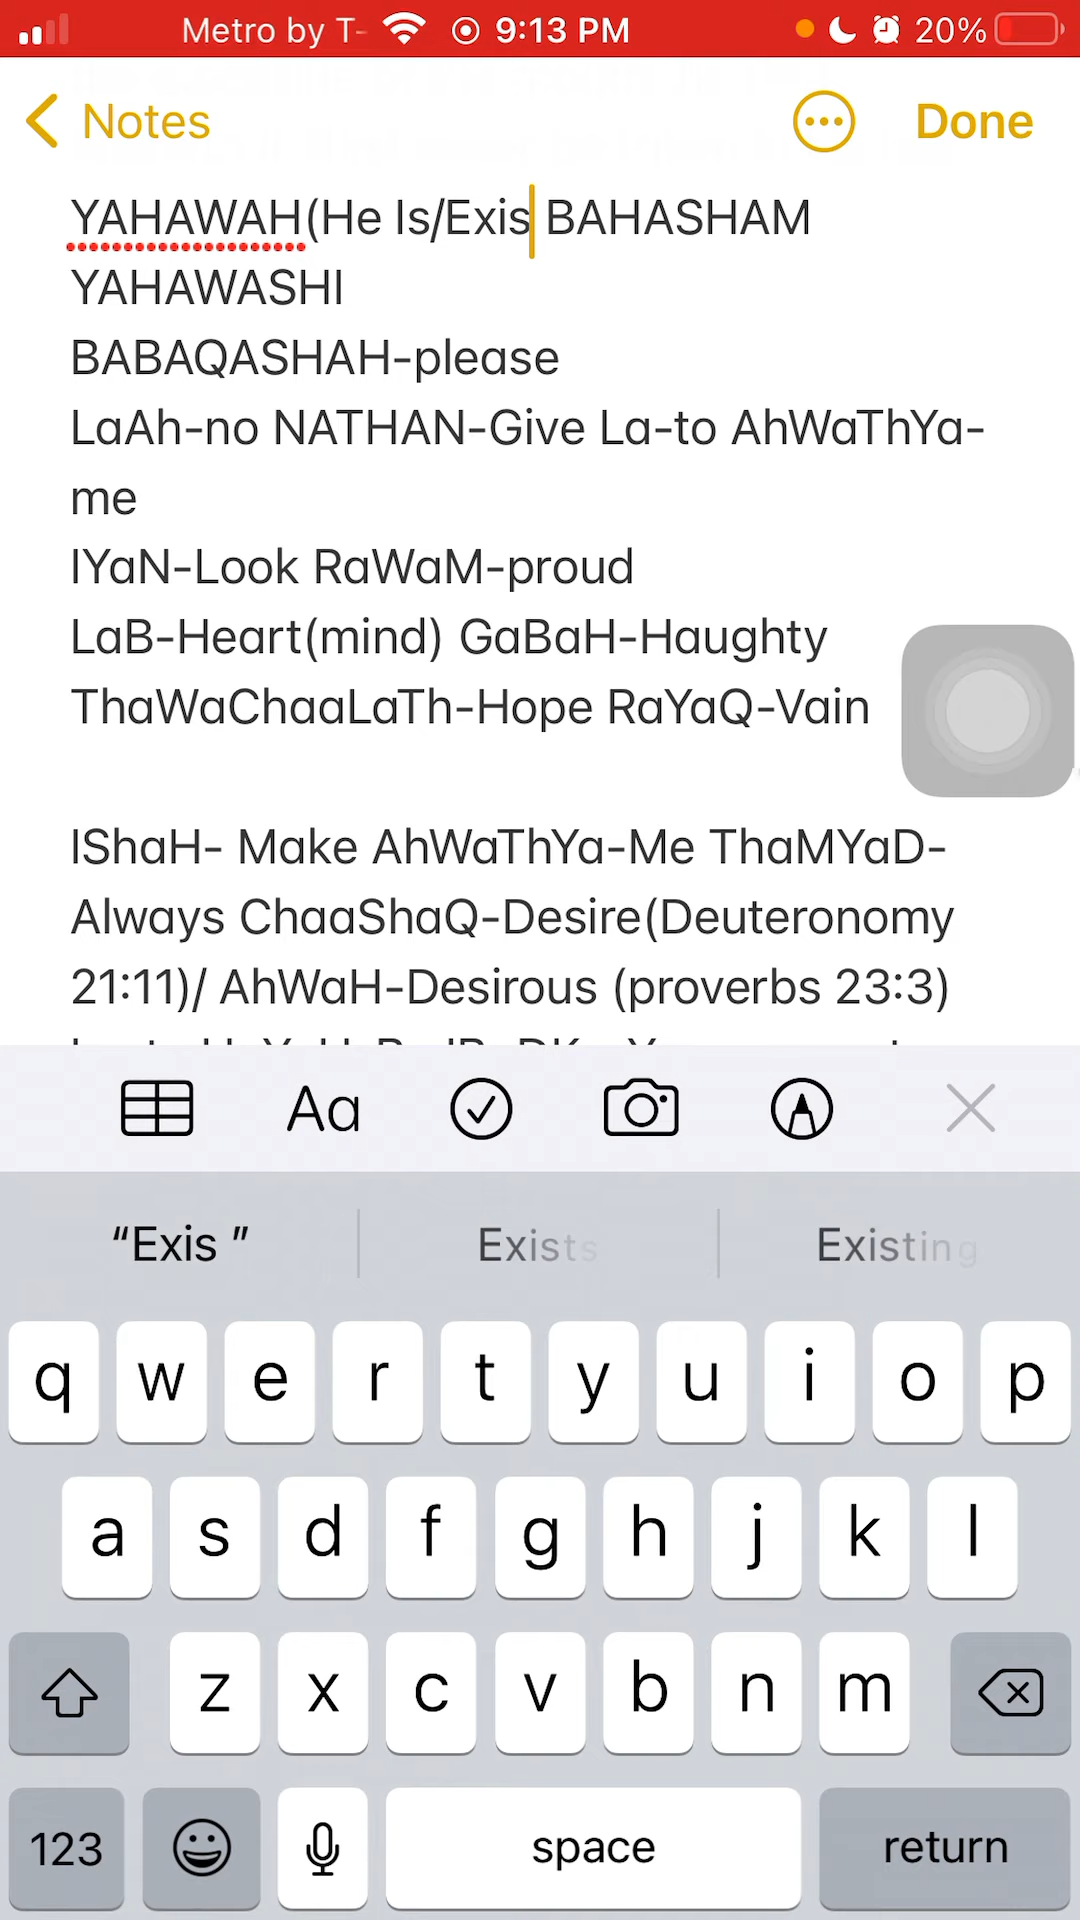 Metro by T- 9:13 PM 20%
Notes Done
YAHAWAH(He Is/Exis BAHASHAM
YAHAWASHI
BABAQASHAH-please
LaAh-no NATHAN-Give La-to AhWaThYa-
me
IYaN-Look RaWaM-proud
LaB-Heart(mind) GaBaH-Haughty
ThaWaChaaLaTh-Hope RaYaQ-Vain
IShaH- Make AhWaThYa-Me ThaMYaD-
Always ChaaShaQ-Desire(Deuteronomy
21:11)/ AhWaH-Desirous (proverbs 23:3)
Aa
“Exis ” Exists Existing
q w e r t y u i o p
a s d f g h j k l
z x c v b n m
123 space return